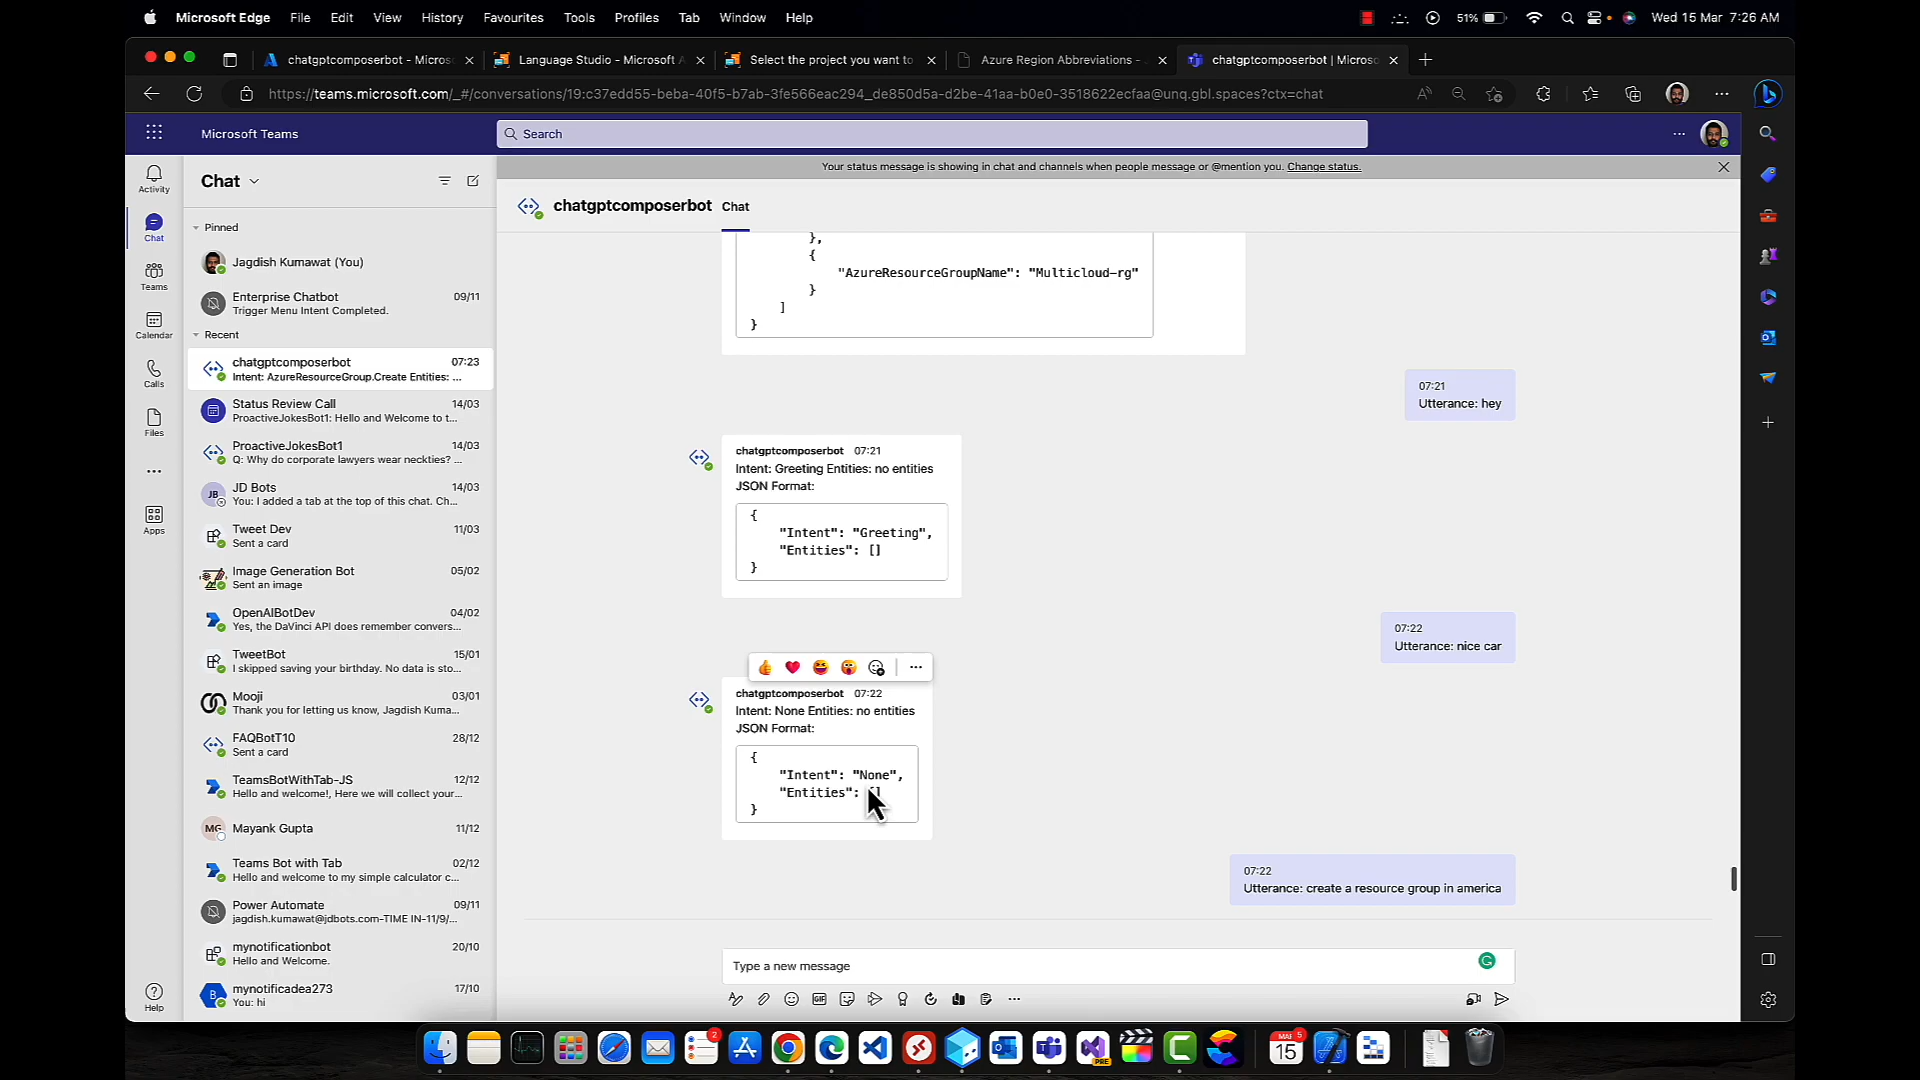 Microsoft Edge File Edit View History Favourites Tools Profiles Tab Window Help 51% Wed 15 Mar 7:26 AM
chatgptcomposerbot - Micros Language Studio - Microsoft A Select the project you want to Azure Region Abbreviations - chatgptcomposerbot | Micros
https://teams.microsoft.com/_#/conversations/19:c37edd55-beba-40f5-b7ab-3fe566eac294_de850d5a-d2be-41aa-b0e0-3518622ecfaa@unq.gbl.spaces?ctx=chat
Microsoft Teams
Search
Your status message is showing in chat and channels when people message or @mention you. Change status.
Activity
Chat
Teams
Calendar
Calls
Files
Apps
Help
Chat
Pinned
Jagdish Kumawat (You)
Enterprise Chatbot 09/11
Trigger Menu Intent Completed.
Recent
chatgptcomposerbot 07:23
Intent: AzureResourceGroup.Create Entities: ...
Status Review Call 14/03
ProactiveJokesBot1: Hello and Welcome to t...
ProactiveJokesBot1 14/03
Q: Why do corporate lawyers wear neckties? ...
JB
JD Bots 14/03
You: I added a tab at the top of this chat. Ch...
Tweet Dev 11/03
Sent a card
Image Generation Bot 05/02
Sent an image
OpenAIBotDev 04/02
Yes, the DaVinci API does remember convers...
TweetBot 15/01
I skipped saving your birthday. No data is sto...
Mooji 03/01
Thank you for letting us know, Jagdish Kuma...
FAQBotT10 28/12
Sent a card
TeamsBotWithTab-JS 12/12
Hello and welcome!, Here we will collect your...
MG
Mayank Gupta 11/12
Teams Bot with Tab 02/12
Hello and welcome to my simple calculator c...
Power Automate 09/11
jagdish.kumawat@jdbots.com-TIME IN-11/9/...
mynotificationbot 20/10
Hello and Welcome.
B
mynotificadea273 17/10
You: hi
chatgptcomposerbot Chat
},
{
"AzureResourceGroupName": "Multicloud-rg"
}
]
}
07:21
Utterance: hey
chatgptcomposerbot 07:21
Intent: Greeting Entities: no entities
JSON Format:
{
"Intent": "Greeting",
"Entities": []
}
07:22
Utterance: nice car
chatgptcomposerbot 07:22
Intent: None Entities: no entities
JSON Format:
{
"Intent": "None",
"Entities": []
}
07:22
Utterance: create a resource group in america
Type a new message
GIF
2
PRE
5
15